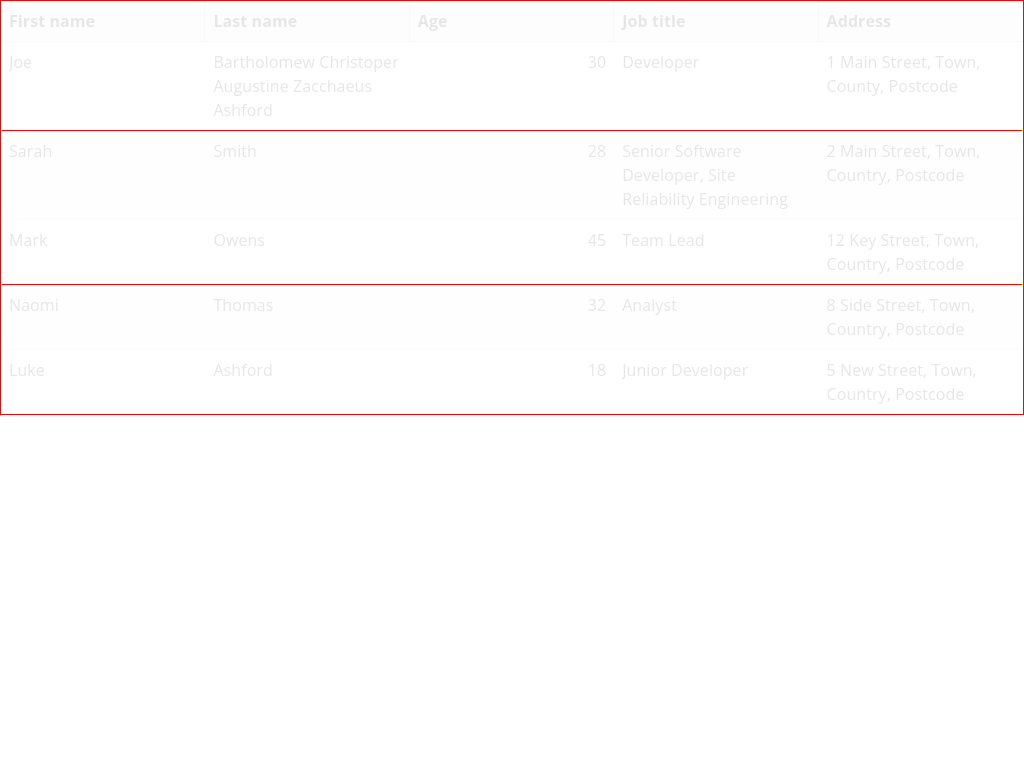 First name Last name Age Job title Address
Joe Bartholomew Christoper 30 Developer 1 Main Street, Town,
Augustine Zacchaeus County, Postcode
Ashford
Sarah Smith 28 Senior Software 2 Main Street, Town,
Developer, Site Country, Postcode
Reliability Engineering
Mark Owens 45 Team Lead 12 Key Street, Town,
Country, Postcode
Naomi Thomas 32 Analyst 8 Side Street, Town,
Country, Postcode
Luke Ashford 18 Junior Developer 5 New Street, Town,
Country, Postcode